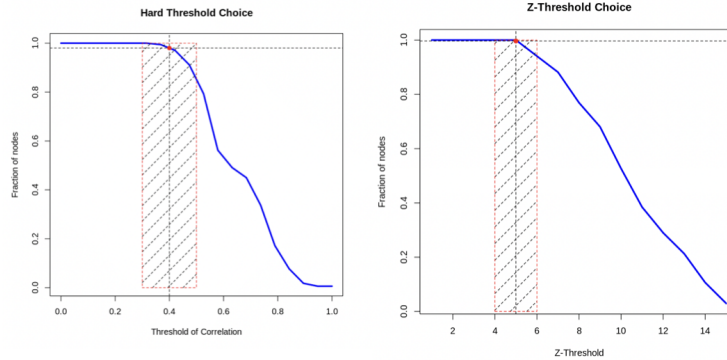 Hard Threshold Choice
Fraction of nodes
1.0
0.8
0.6
0.4
0.2
0.0
0.0 0.2 0.4 0.6 0.8 1.0
Threshold of Correlation
Z-Threshold Choice
Fraction of nodes
1.0
0.8
0.6
0.4
0.2
0.0
2 4 6 8 10 12 14
Z-Threshold